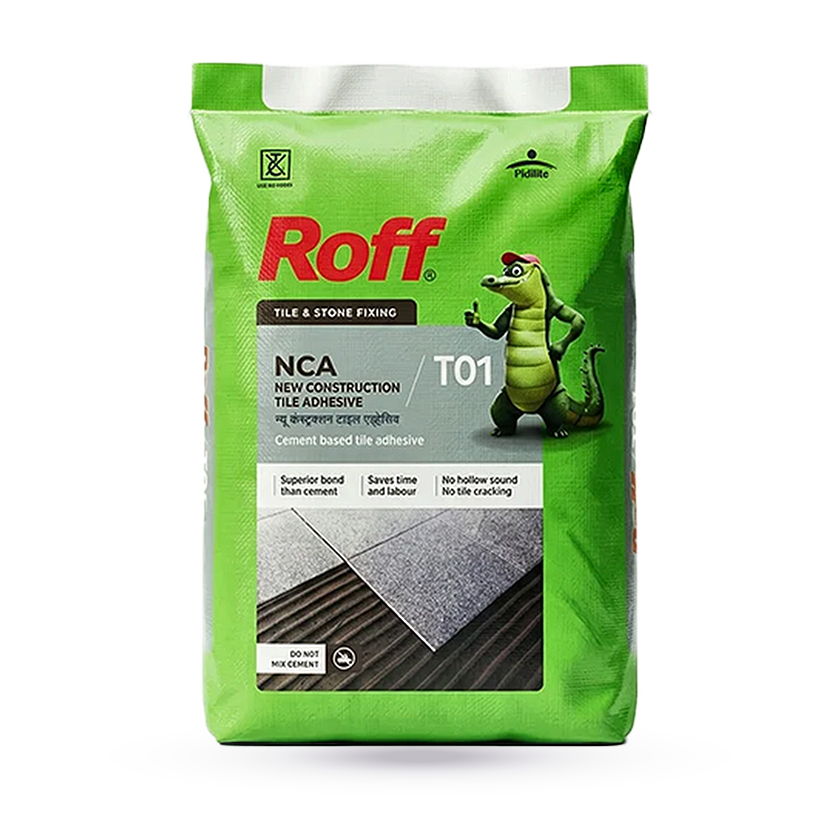 USE NO HOOKS
Pidilite
Roff®
TILE & STONE FIXING
NCA
NEW CONSTRUCTION
TILE ADHESIVE
T01
न्यू कंस्ट्रक्शन टाइल एढ्हेसिव
Cement based tile adhesive
Superior bond
than cement
Saves time
and labour
No hollow sound
No tile cracking
DO NOT
MIX CEMENT